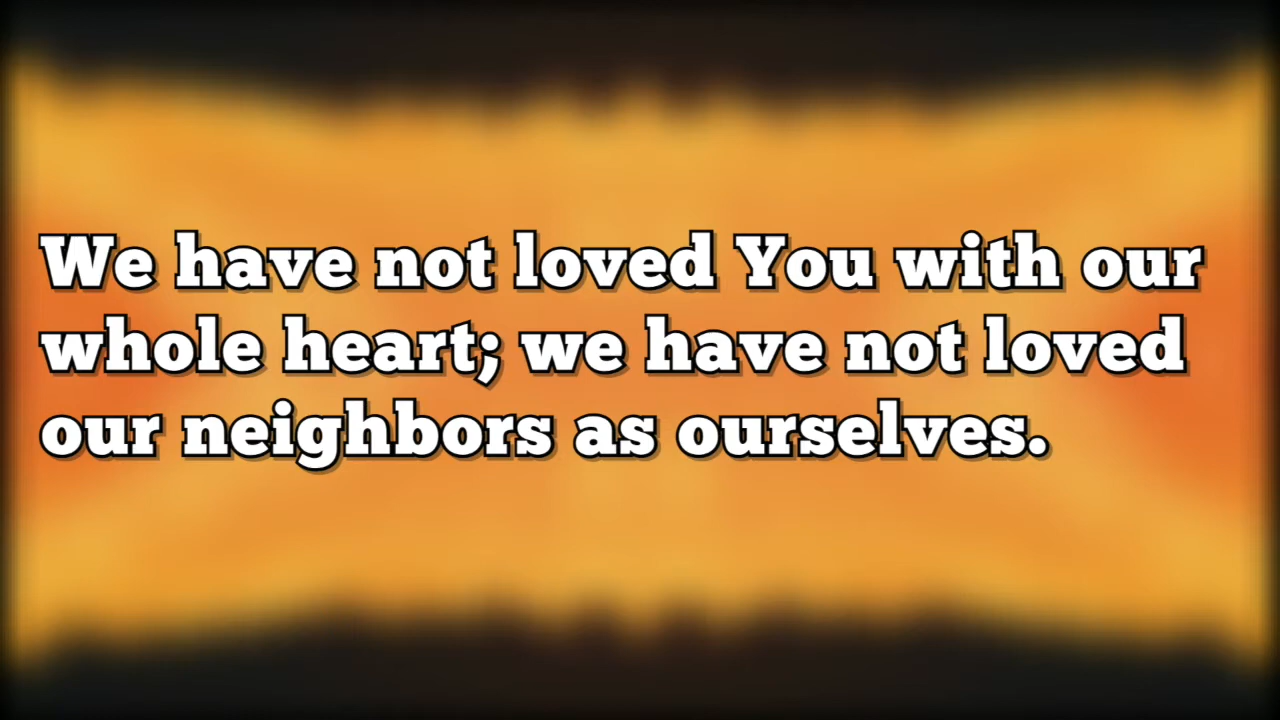 We have not loved You with our
whole heart; we have not loved
our neighbors as ourselves.